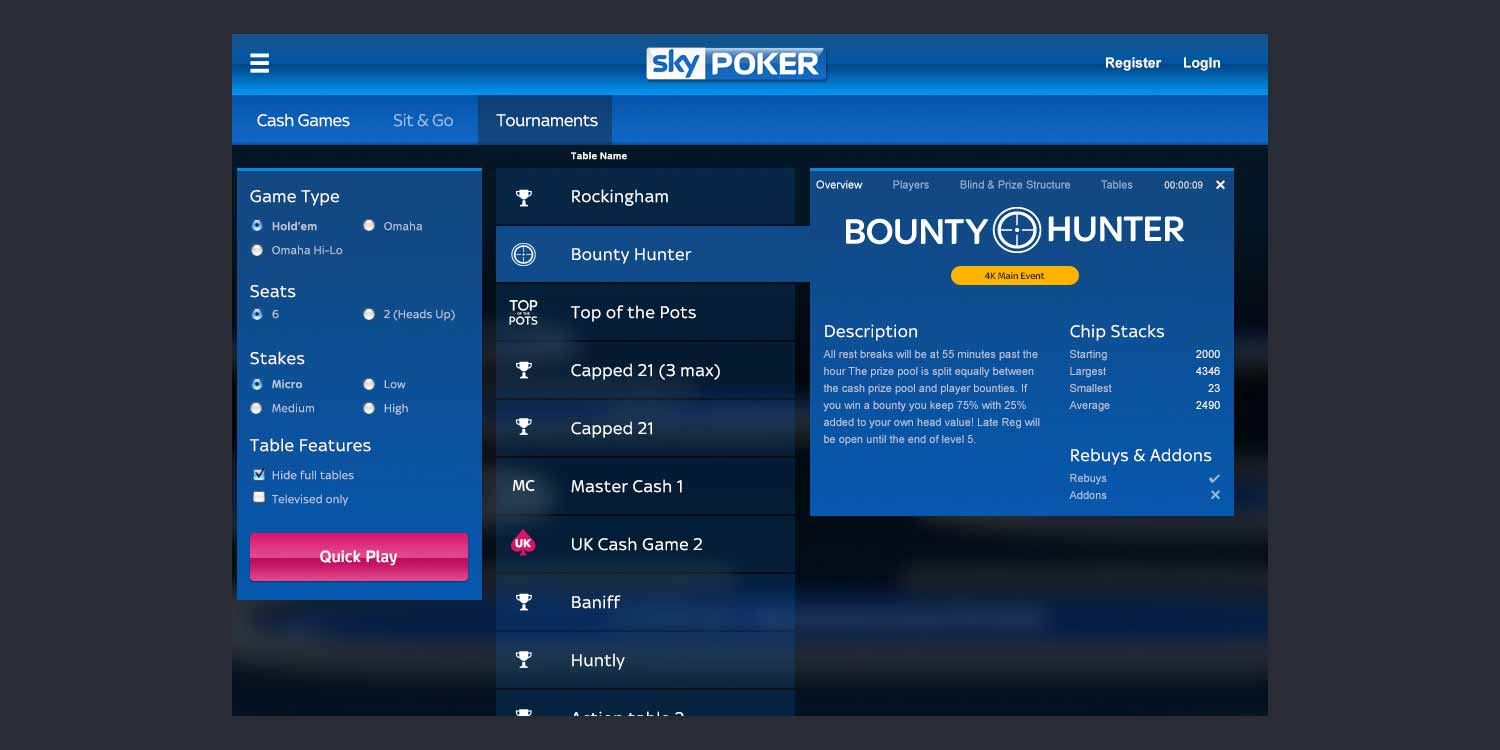 sky POKER
Register LogIn
Cash Games Sit & Go Tournaments
Table Name
Game Type
Hold'em Omaha
Omaha Hi-Lo
Seats
6 2 (Heads Up)
Stakes
Micro Low
Medium High
Table Features
Hide full tables
Televised only
Quick Play
Rockingham
Bounty Hunter
TOP OF THE POTS Top of the Pots
Capped 21 (3 max)
Capped 21
MC Master Cash 1
UK UK Cash Game 2
Baniff
Huntly
Action table 2
Overview Players Blind & Prize Structure Tables 00:00:09
BOUNTY HUNTER
4K Main Event
Description
All rest breaks will be at 55 minutes past the
hour The prize pool is split equally between
the cash prize pool and player bounties. If
you win a bounty you keep 75% with 25%
added to your own head value! Late Reg will
be open until the end of level 5.
Chip Stacks
Starting 2000
Largest 4346
Smallest 23
Average 2490
Rebuys & Addons
Rebuys
Addons